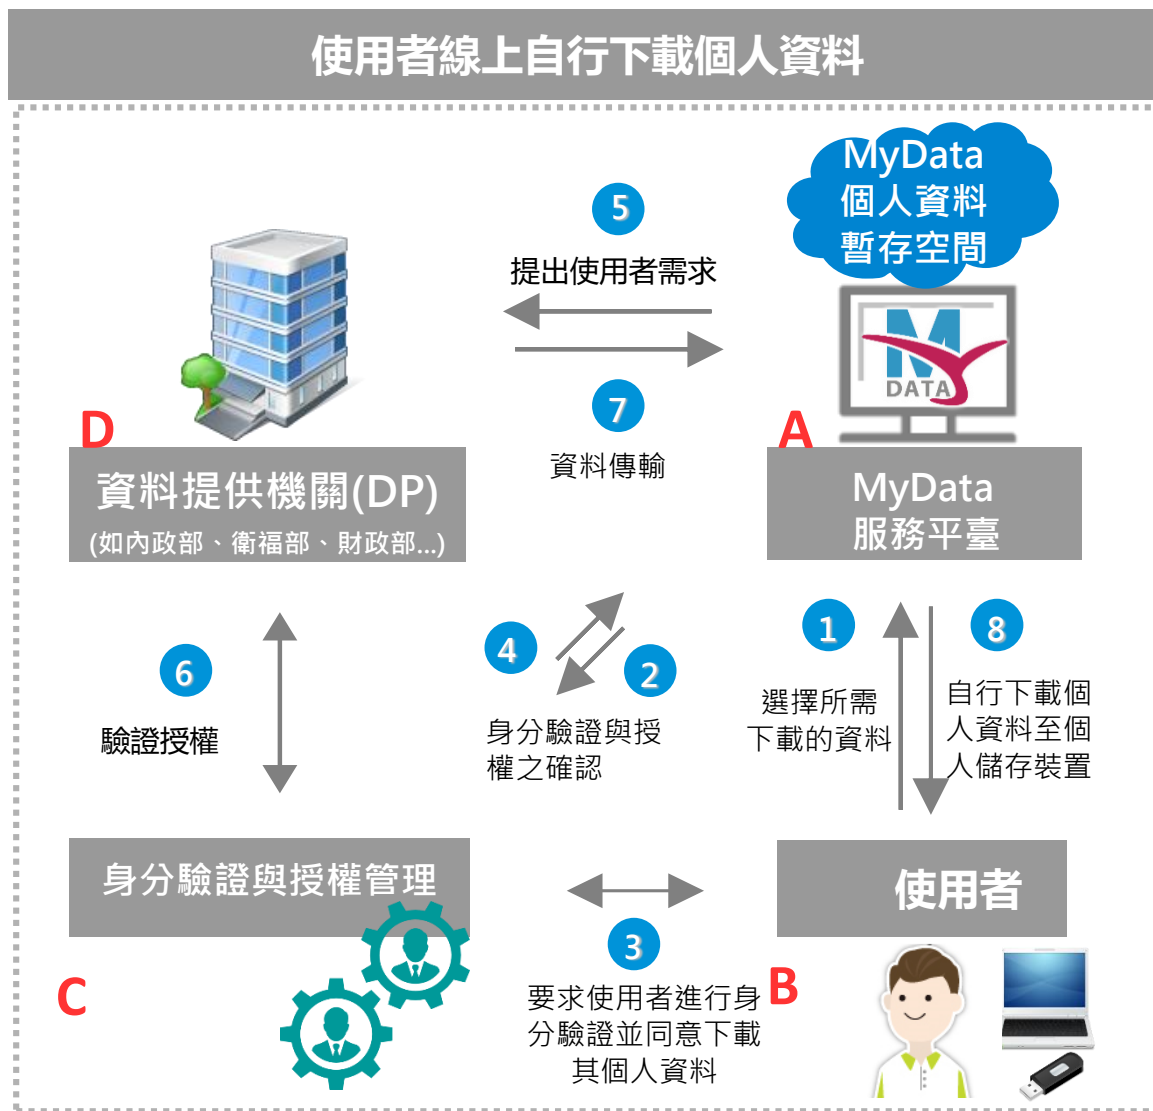 使用者線上自行下載個人資料
MyData
個人資料
暫存空間
5
提出使用者需求
M
DATA
7
資料傳輸
D
資料提供機關(DP)
(如內政部、衛福部、財政部...)
A
MyData
服務平臺
6
驗證授權
4
2
身分驗證與授
權之確認
1
選擇所需
下載的資料
8
自行下載個
人資料至個
人儲存裝置
身分驗證與授權管理
C
3
要求使用者進行身
分驗證並同意下載
其個人資料
使用者
B